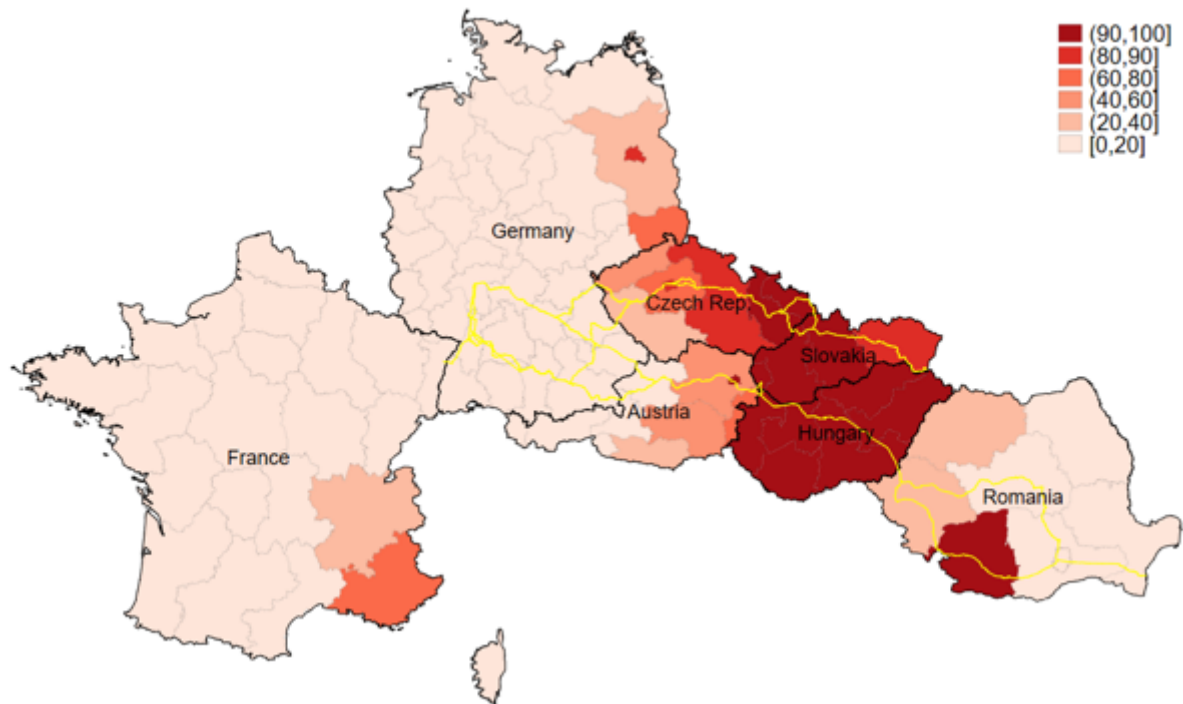 (90,100]
(80,90]
(60,80]
(40,60]
(20,40]
[0,20]
Germany
Czech Rep.
Slovakia
Austria
Hungary
France
Romania